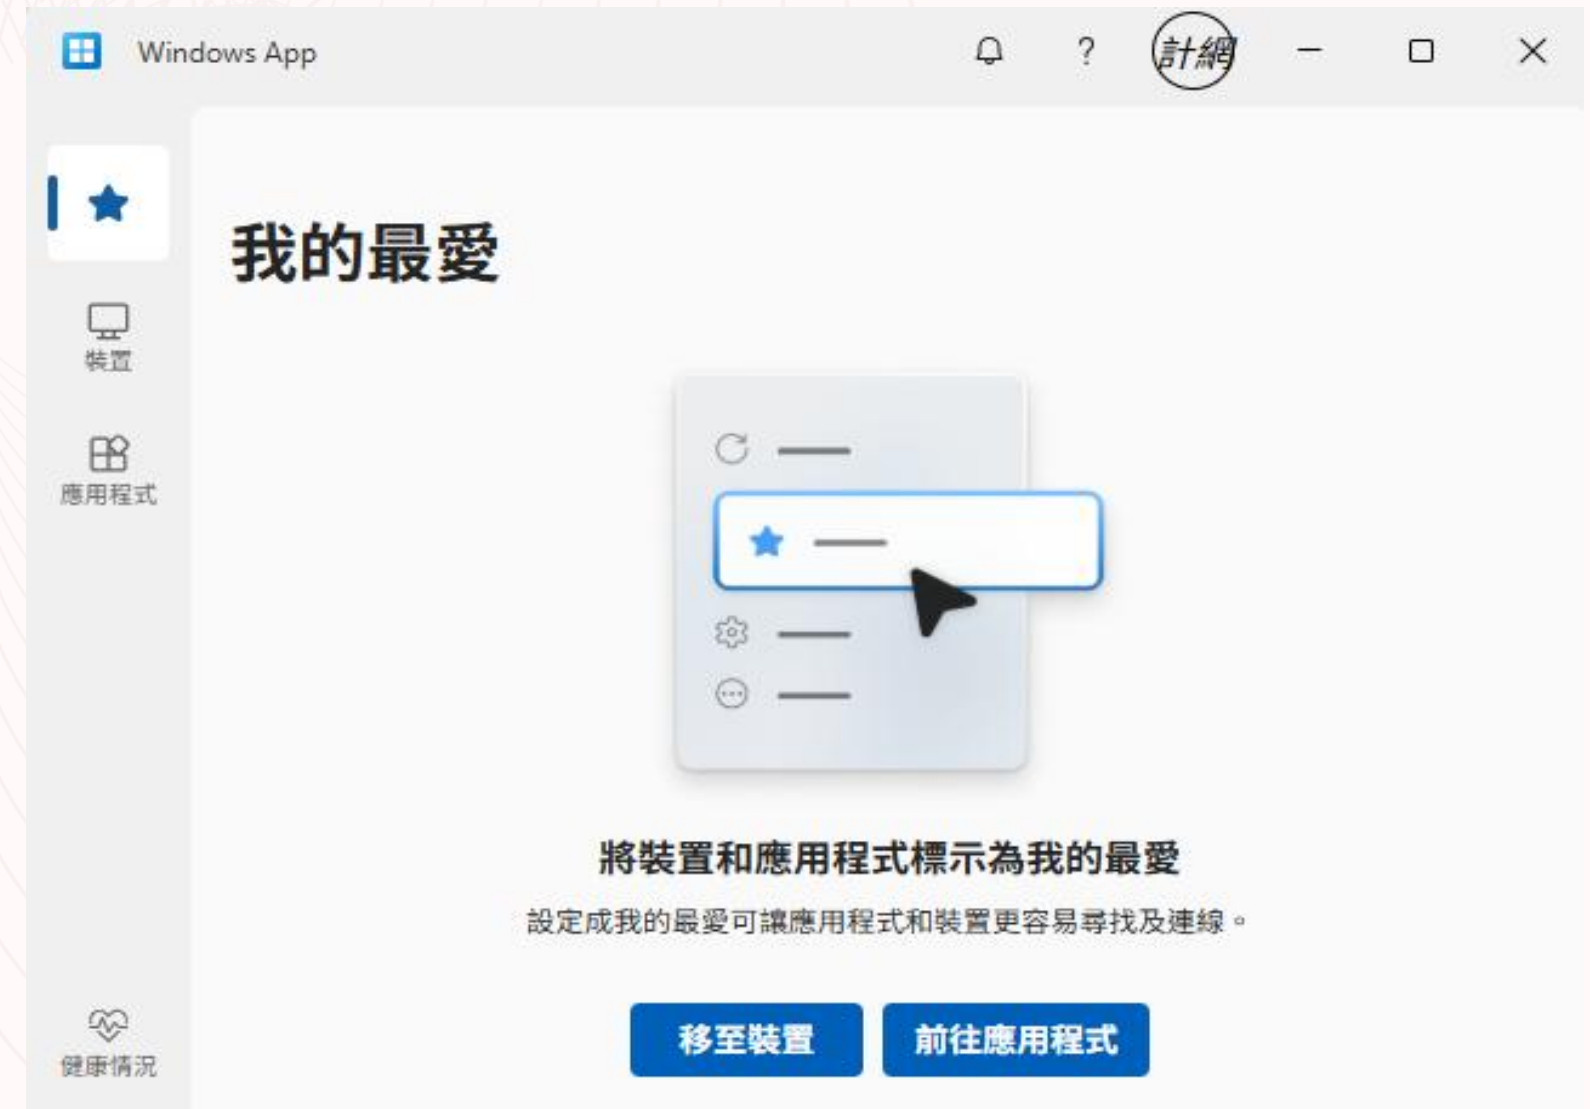 Windows App
?
計網
我的最愛
裝置
應用程式
將裝置和應用程式標示為我的最愛
設定成我的最愛可讓應用程式和裝置更容易尋找及連線。
移至裝置
前往應用程式
健康情況